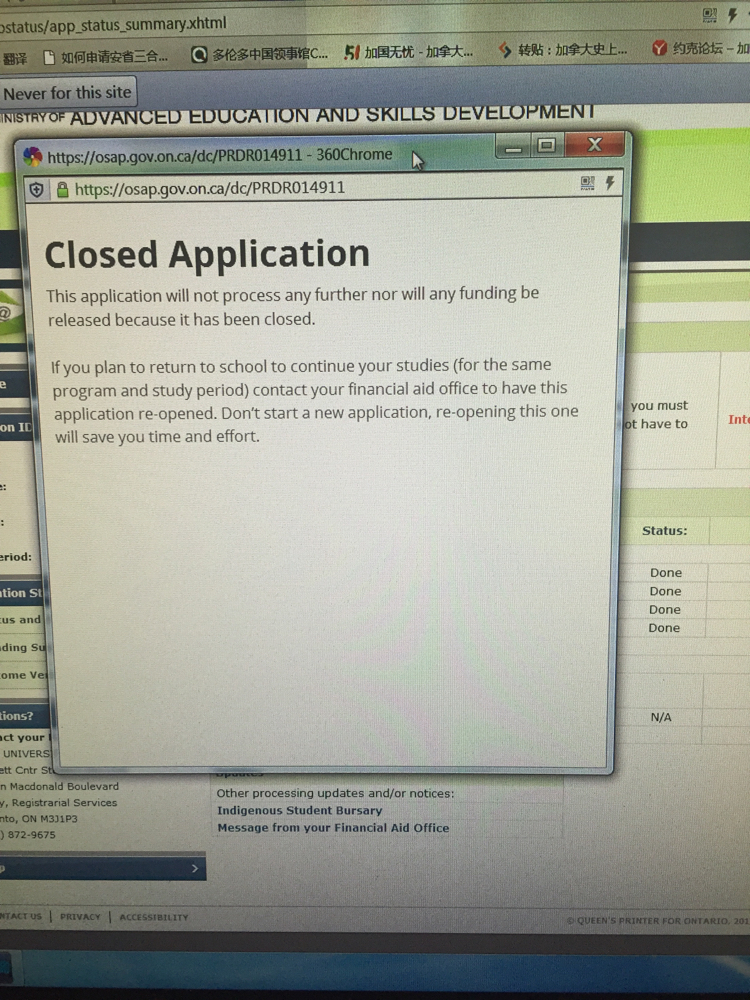 ostatus/app_status_summary.xhtml
翻译 如何申请安省三合... 多伦多中国领事馆C... 51 加国无忧 - 加拿大... 转贴：加拿大史上... Y 约克论坛 – 加
Never for this site
INISTRY OF ADVANCED EDUCATION AND SKILLS DEVELOPMENT
https://osap.gov.on.ca/dc/PRDR014911 - 360Chrome
https://osap.gov.on.ca/dc/PRDR014911
Closed Application
This application will not process any further nor will any funding be
released because it has been closed.
If you plan to return to school to continue your studies (for the same
program and study period) contact your financial aid office to have this
application re-opened. Don't start a new application, re-opening this one
will save you time and effort.
@
e
on ID
e:
:
eriod:
ation St
tus and
ding Su
ome Ve
tions?
act your
UNIVERS
ett Cntr St
n Macdonald Boulevard
y, Registrarial Services
nto, ON M3J1P3
) 872-9675
p
you must
ot have to
Inte
Status:
Done
Done
Done
Done
N/A
Other processing updates and/or notices:
Indigenous Student Bursary
Message from your Financial Aid Office
NTACT US | PRIVACY | ACCESSIBILITY
© QUEEN'S PRINTER FOR ONTARIO, 201